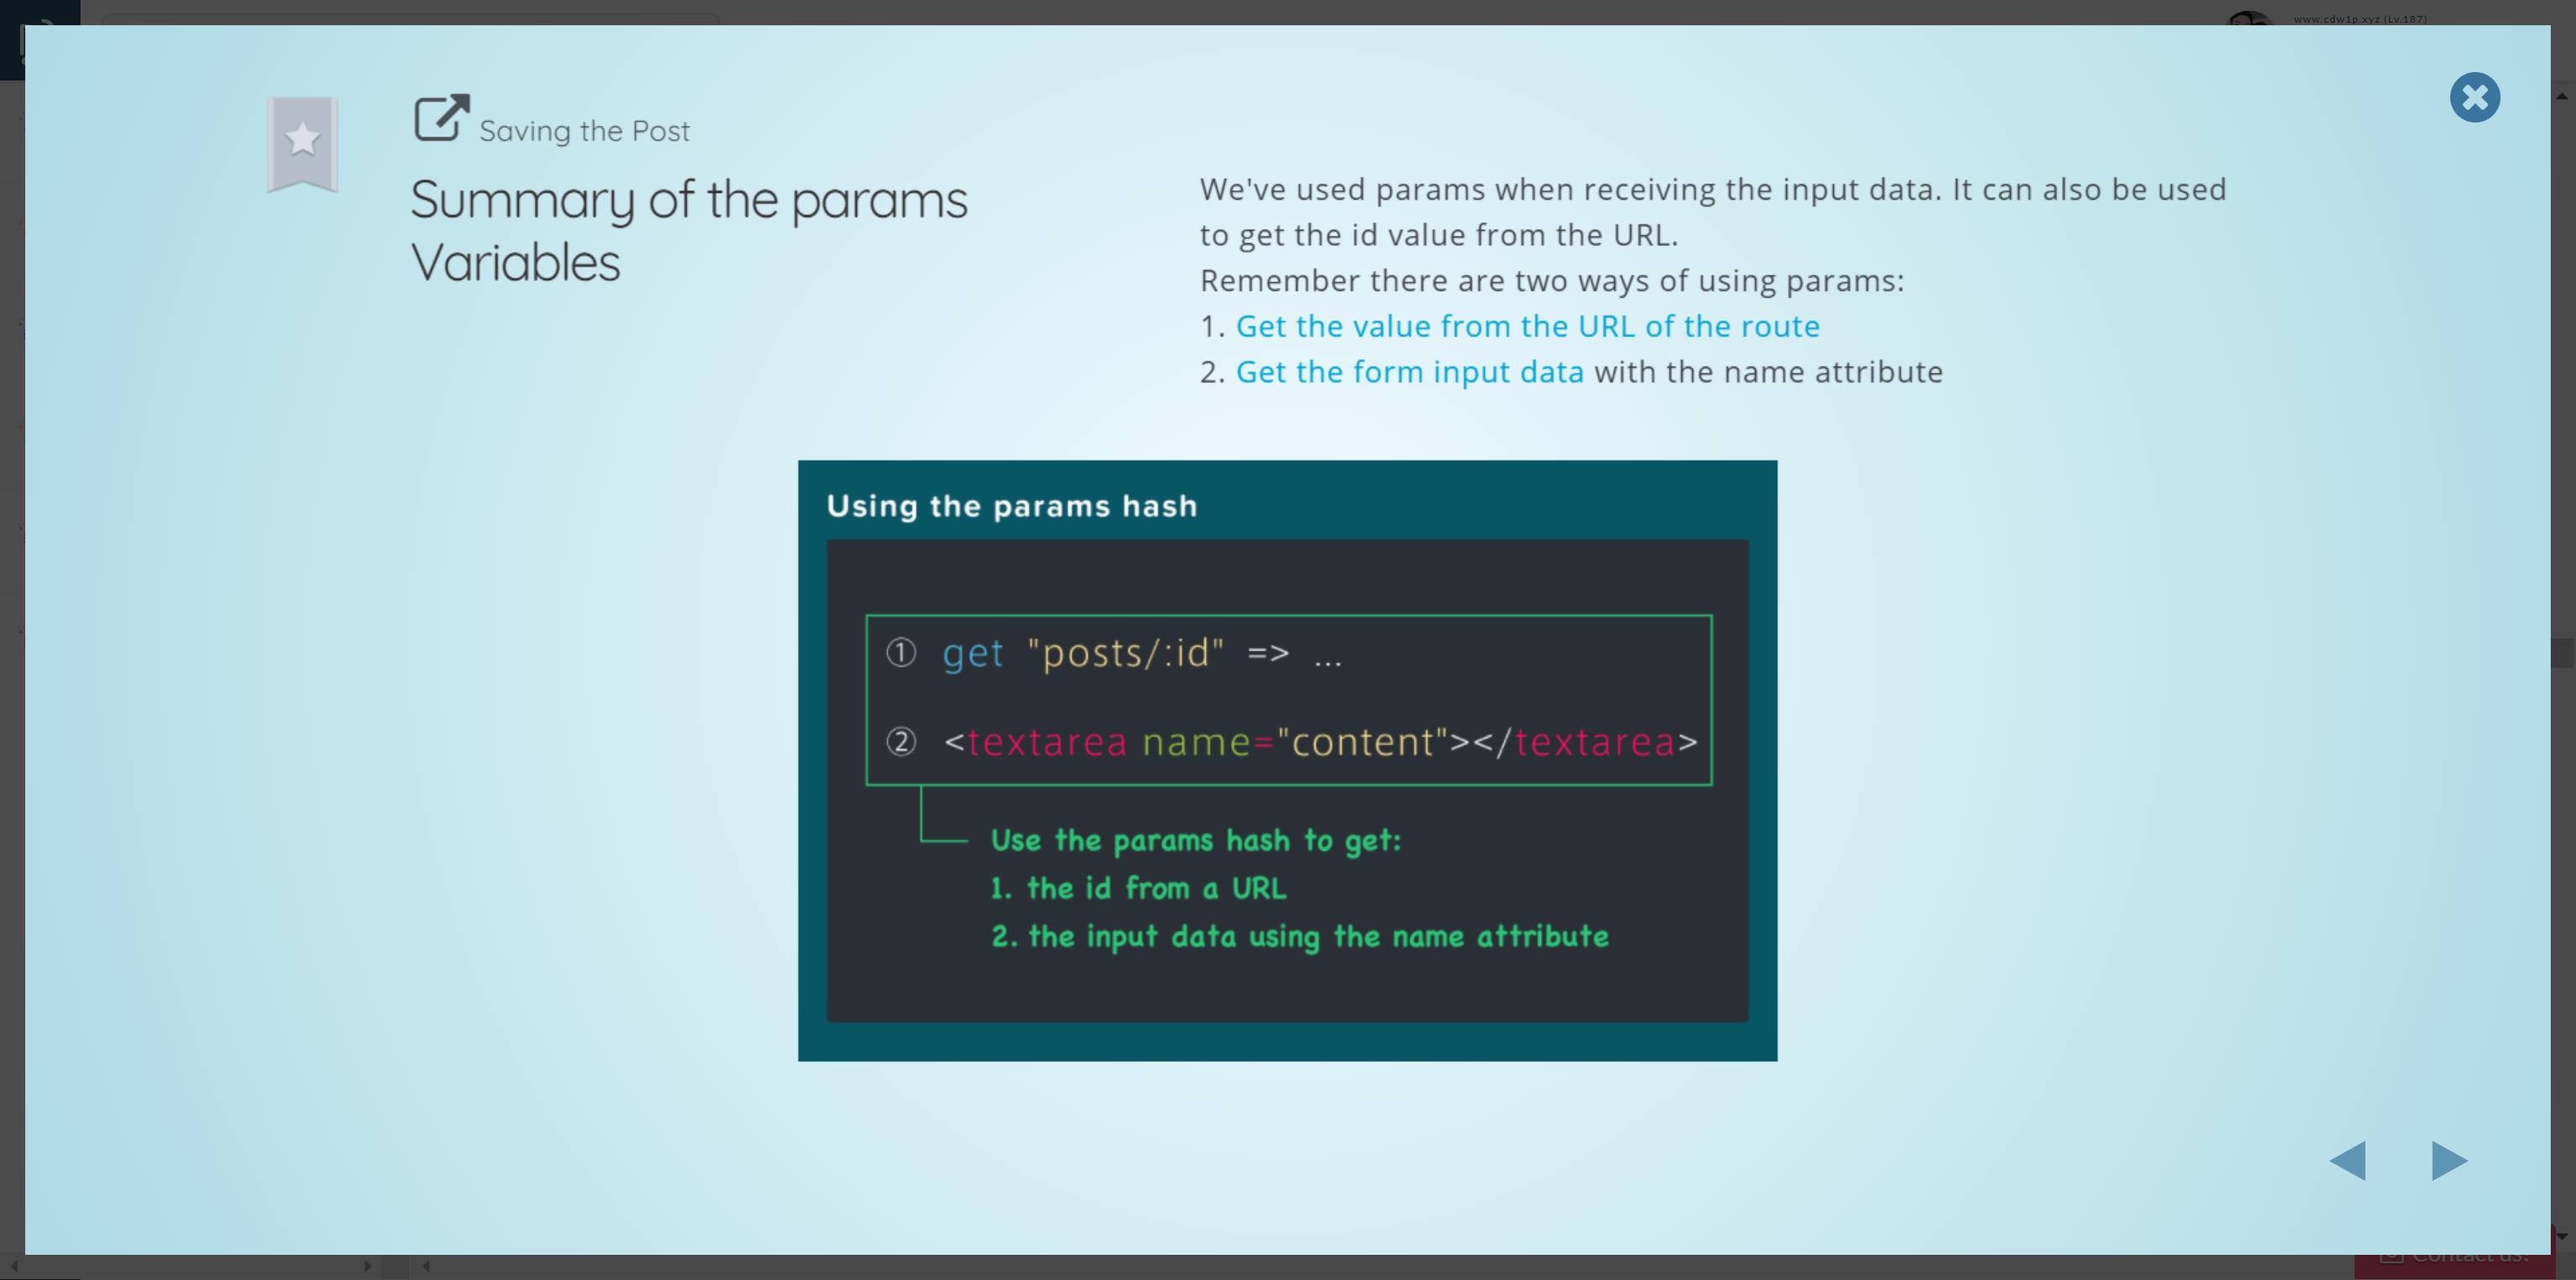 www.cdw1p.xyz (Lv.187)
Saving the Post
Summary of the params
Variables
We've used params when receiving the input data. It can also be used
to get the id value from the URL.
Remember there are two ways of using params:
1. Get the value from the URL of the route
2. Get the form input data with the name attribute
Using the params hash
① get "posts/:id" => ...
② <textarea name="content"></textarea>
Use the params hash to get:
1. the id from a URL
2. the input data using the name attribute
Contact us!